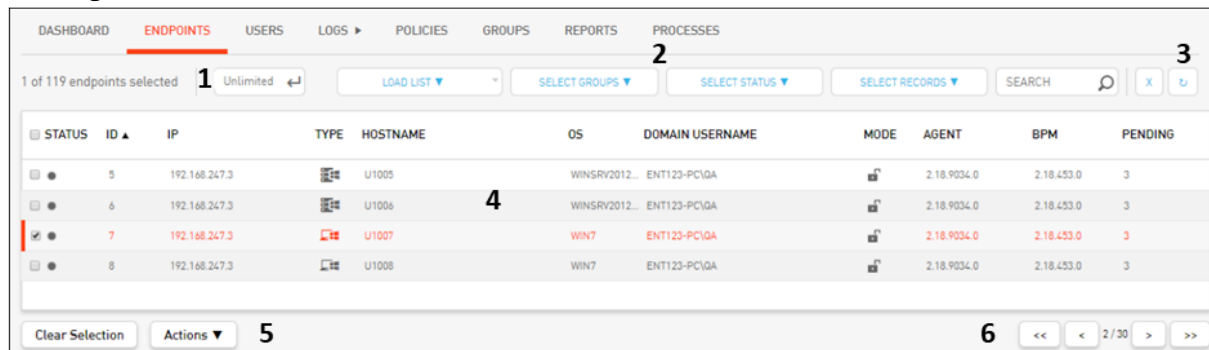 DASHBOARD ENDPOINTS USERS LOGS ▶ POLICIES GROUPS REPORTS PROCESSES
2 3
1 of 119 endpoints selected 1 Unlimited ↵ LOAD LIST ▼ SELECT GROUPS ▼ SELECT STATUS ▼ SELECT RECORDS ▼ SEARCH X ↻
STATUS ID ▲ IP TYPE HOSTNAME OS DOMAIN USERNAME MODE AGENT BPM PENDING
5 192.168.247.3 U1005 WINSRV2012... ENT123-PC\QA 2.18.9034.0 2.18.453.0 3
6 192.168.247.3 U1006 4 WINSRV2012... ENT123-PC\QA 2.18.9034.0 2.18.453.0 3
7 192.168.247.3 U1007 WIN7 ENT123-PC\QA 2.18.9034.0 2.18.453.0 3
8 192.168.247.3 U1008 WIN7 ENT123-PC\QA 2.18.9034.0 2.18.453.0 3
Clear Selection Actions ▼ 5 6 << < 2/30 > >>